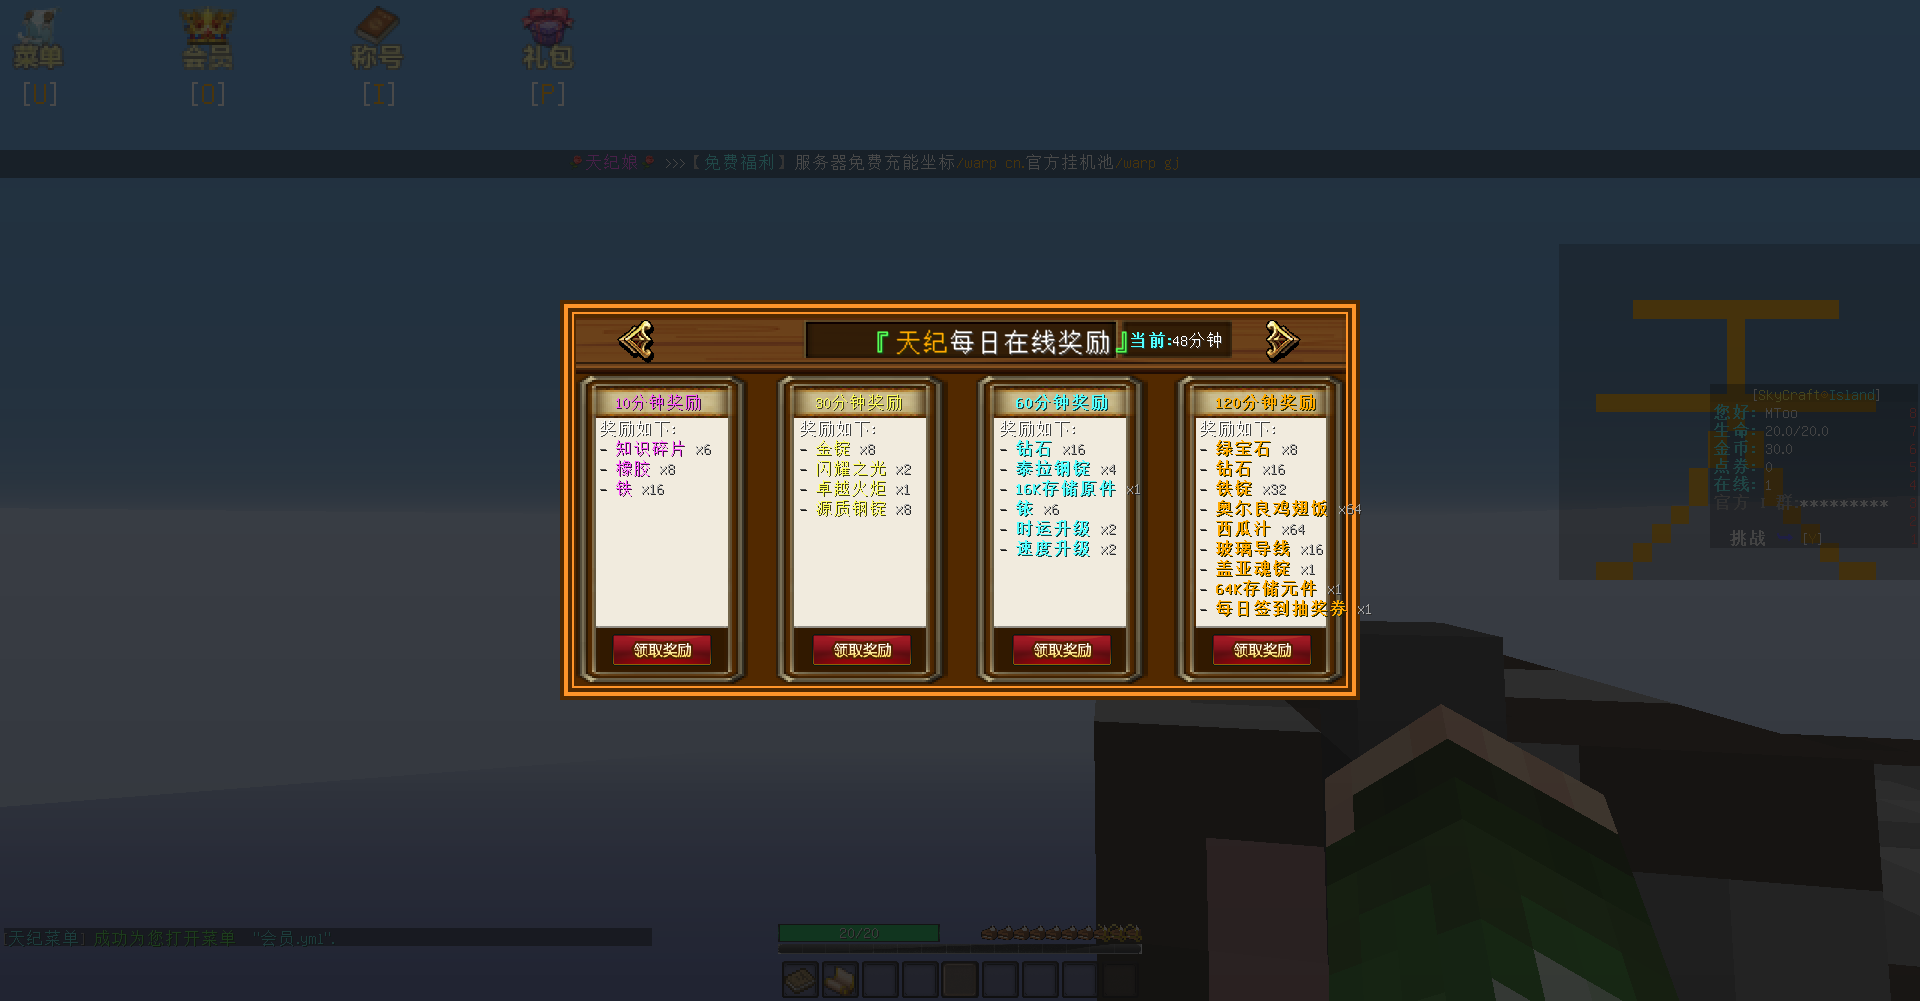 菜单 会员 称号 礼包
[U] [O] [I] [P]
天纪娘 >>>【免费福利】服务器免费充能坐标/warp cn.官方挂机池/warp gj
『天纪每日在线奖励』当前:48分钟
10分钟奖励
奖励如下:
- 知识碎片 x6
- 橡胶 x8
- 铁 x16
领取奖励
30分钟奖励
奖励如下:
- 金锭 x8
- 闪耀之光 x2
- 卓越火炬 x1
- 源质钢锭 x8
领取奖励
60分钟奖励
奖励如下:
- 钻石 x16
- 泰拉钢锭 x4
- 16K存储原件 x1
- 铱 x6
- 时运升级 x2
- 速度升级 x2
领取奖励
120分钟奖励
奖励如下:
- 绿宝石 x8
- 钻石 x16
- 铁锭 x32
- 奥尔良鸡翅饭 x64
- 西瓜汁 x64
- 玻璃导线 x16
- 盖亚魂锭 x1
- 64K存储元件 x1
- 每日签到抽奖券 x1
领取奖励
[SkyCraft Island]
您好: MToo
生命: 20.0/20.0
金币: 30.0
点券: 0
在线: 1
官方 1 群:*********
挑战 [V]
[天纪菜单] 成功为您打开菜单 "会员.yml".
20/20